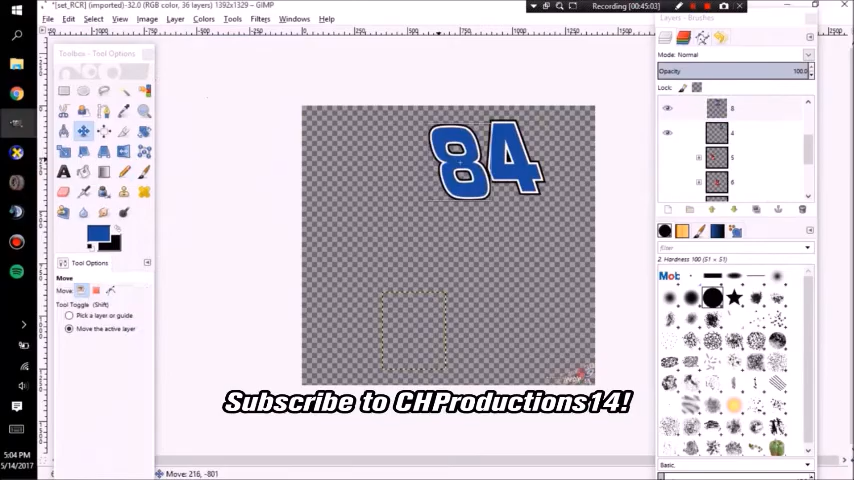 *[set_RCR] (imported)-32.0 (RGB color, 36 layers) 1392x1329 – GIMP
Recording [00:45:03]
File Edit Select View Image Layer Colors Tools Filters Windows Help
Layers - Brushes
Toolbox - Tool Options
Tool Options
Mode: Normal
Opacity 100.0
Lock:
8
4
5
6
84
Filter
2. Hardness 100 (51 × 51)
Tool Options
Move
Move:
Tool Toggle (Shift)
Pick a layer or guide
Move the active layer
Subscribe to CHProductions14!
Basic.
5:04 PM
5/14/2017
Move: 216, -801